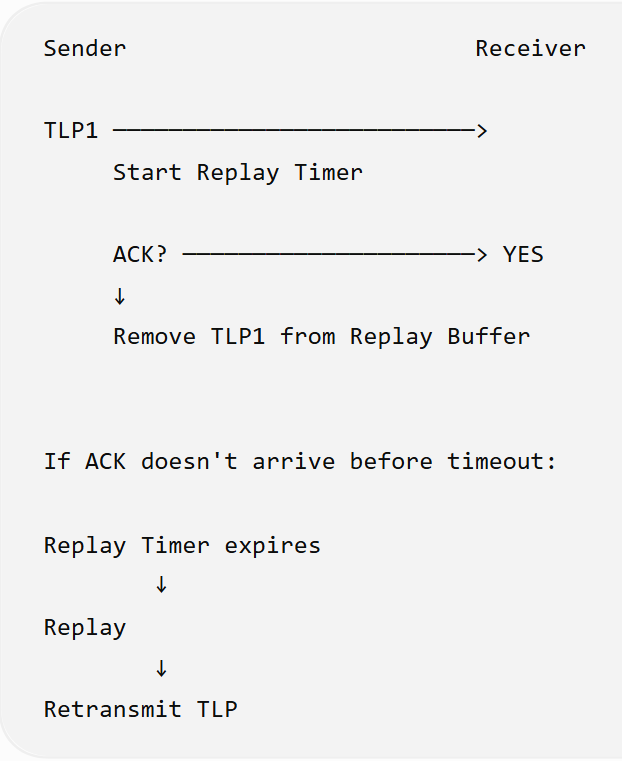 Sender                         Receiver
TLP1 ──────────────────────────>
Start Replay Timer
ACK? ─────────────────────> YES
↓
Remove TLP1 from Replay Buffer
If ACK doesn't arrive before timeout:
Replay Timer expires
↓
Replay
↓
Retransmit TLP